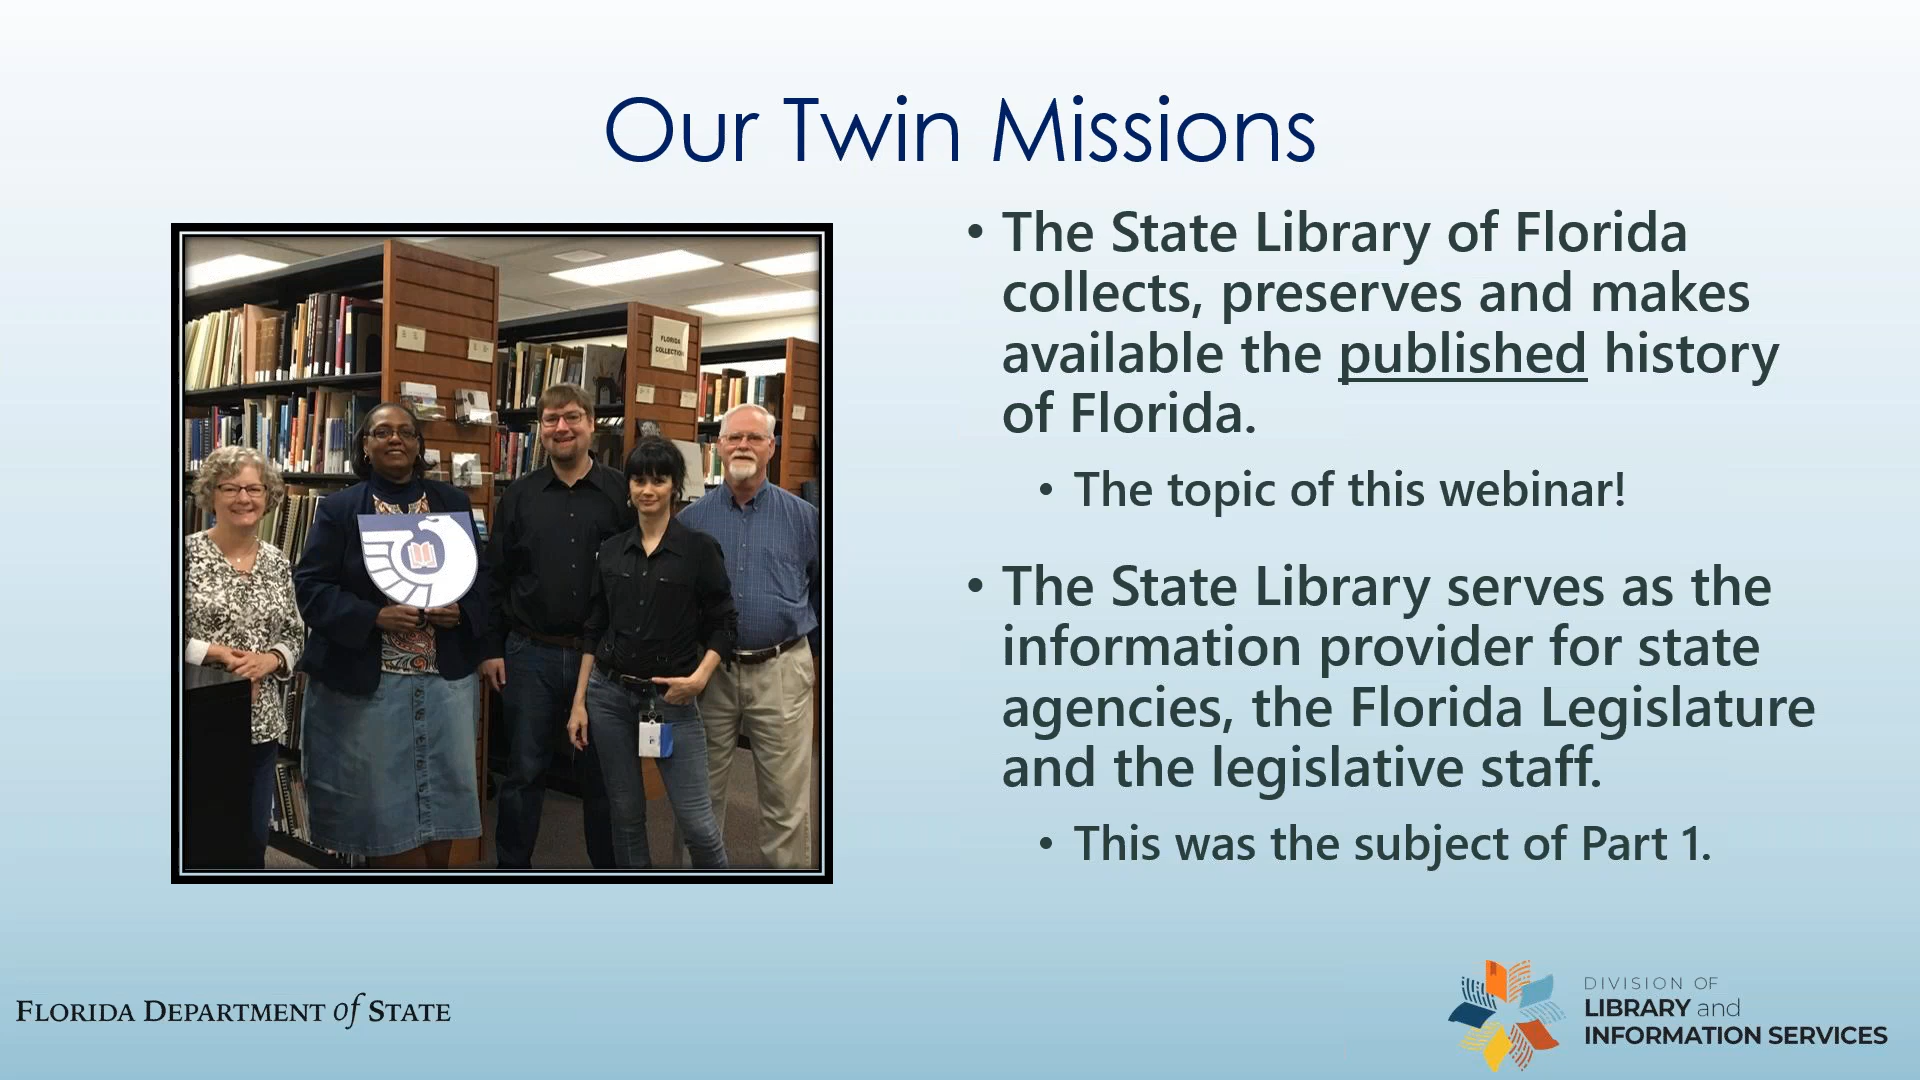 Our Twin Missions
• The State Library of Florida
collects, preserves and makes
available the published history
of Florida.
• The topic of this webinar!
• The State Library serves as the
information provider for state
agencies, the Florida Legislature
and the legislative staff.
• This was the subject of Part 1.
FLORIDA
COLLECTION
FLORIDA DEPARTMENT of STATE
DIVISION OF
LIBRARY and
INFORMATION SERVICES